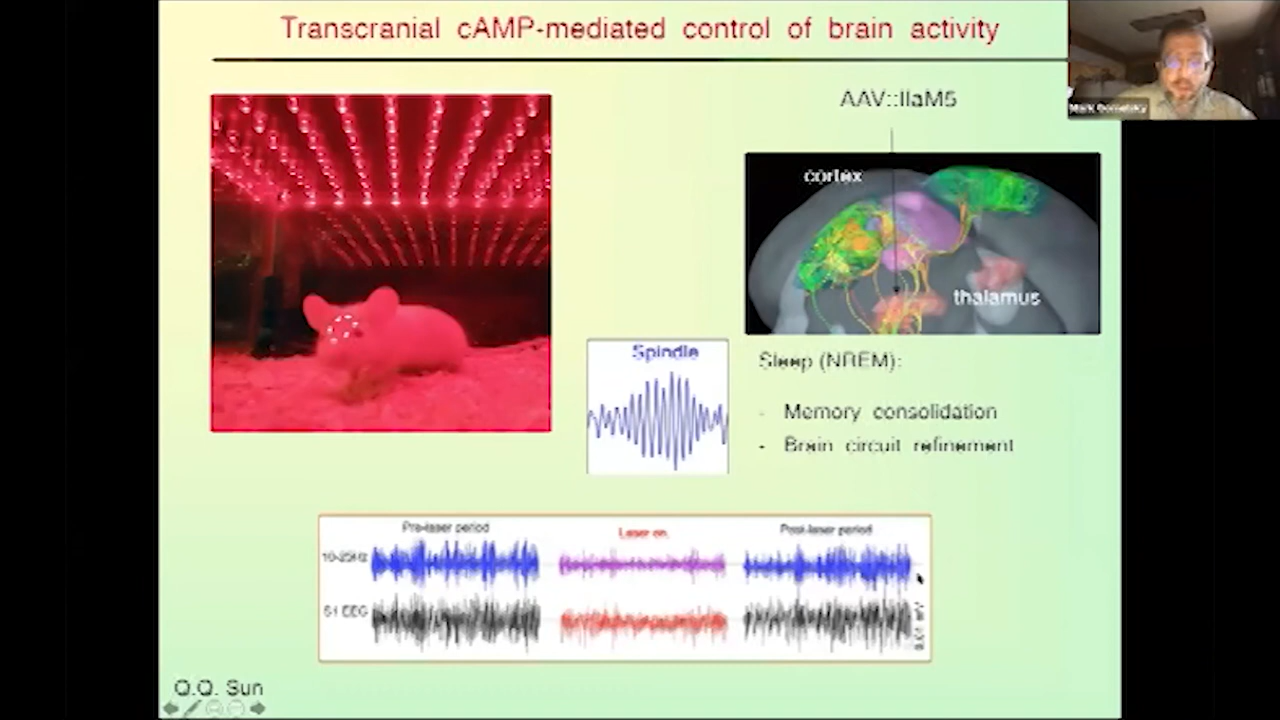 Transcranial cAMP-mediated control of brain activity
AAV::IlaM5
cortex
thalamus
Spindle
Sleep (NREM):
- Memory consolidation
- Brain circuit refinement
Pre-laser period
Laser on
Post-laser period
10-25Hz
S1 EEG
Q.Q. Sun